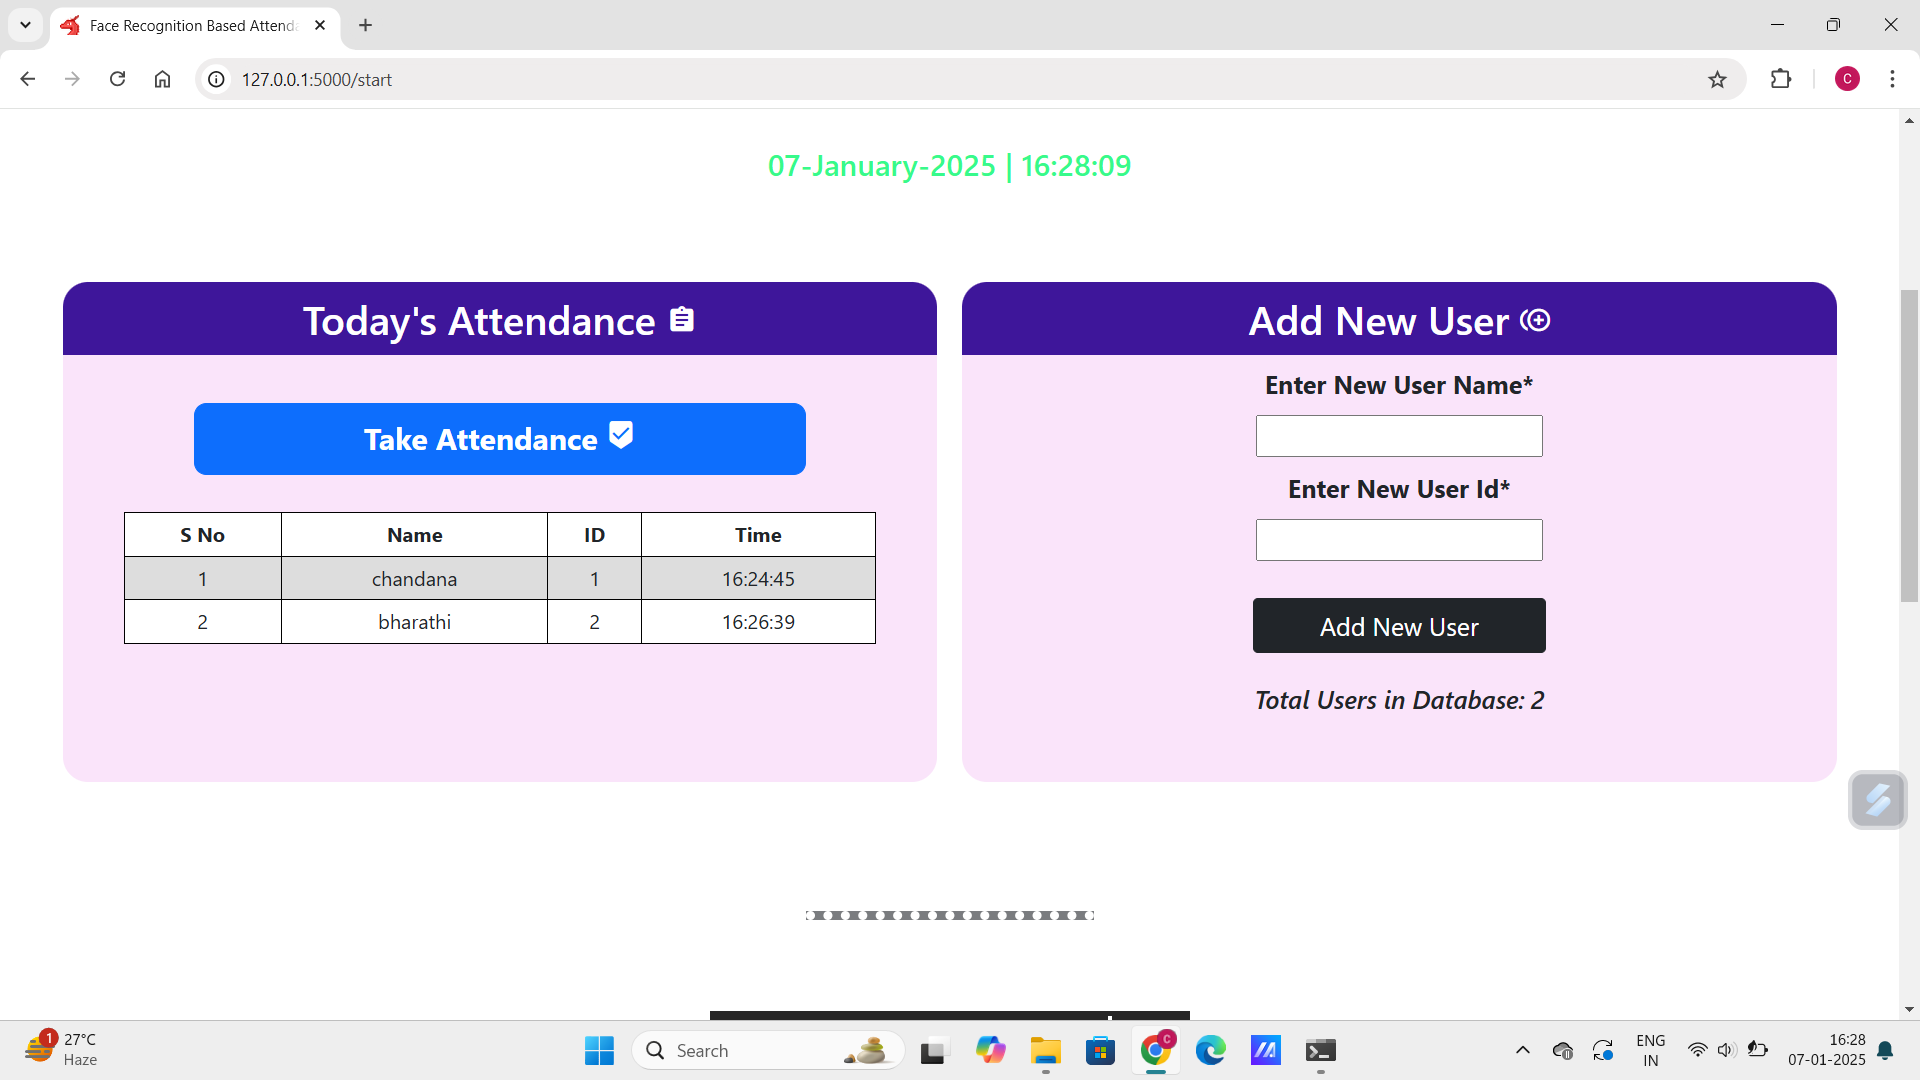 Face Recognition Based Attend
127.0.0.1:5000/start
C
07-January-2025 | 16:28:09
Today's Attendance
Take Attendance
S No Name ID Time
1 chandana 1 16:24:45
2 bharathi 2 16:26:39
Add New User
Enter New User Name*
Enter New User Id*
Add New User
Total Users in Database: 2
1
27°C
Haze
Search
C
ENG
IN
16:28
07-01-2025